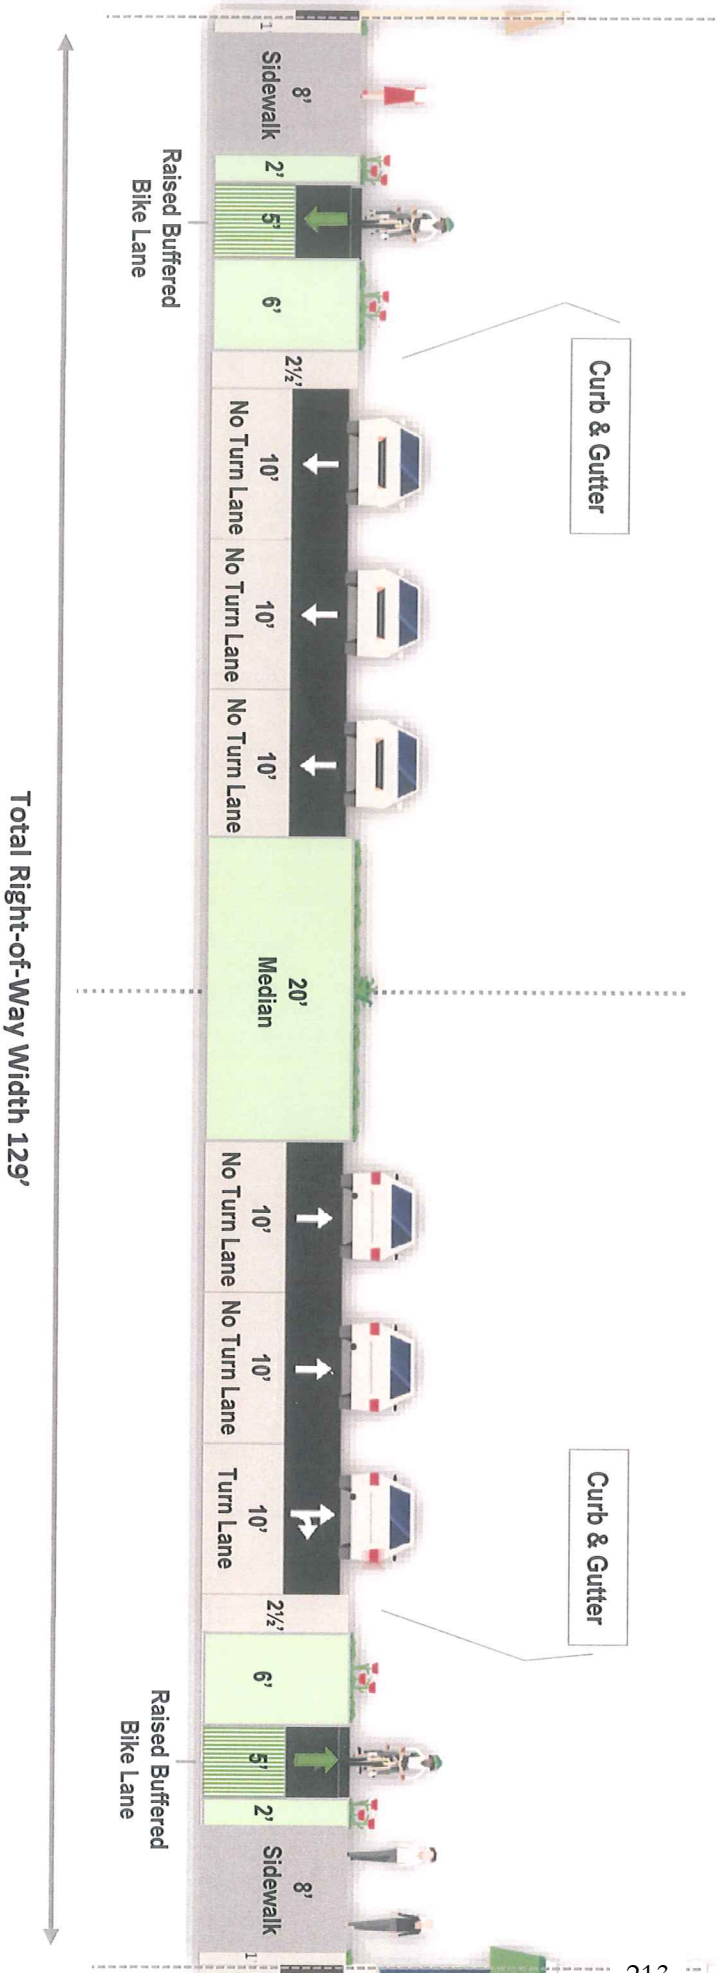 Curb & Gutter
Curb & Gutter
1'
8'
Sidewalk
2'
5'
6'
2½'
10'
No Turn Lane
10'
No Turn Lane
10'
No Turn Lane
20'
Median
10'
No Turn Lane
10'
No Turn Lane
10'
Turn Lane
2½'
6'
5'
2'
8'
Sidewalk
1'
Raised Buffered
Bike Lane
Raised Buffered
Bike Lane
Total Right-of-Way Width 129'